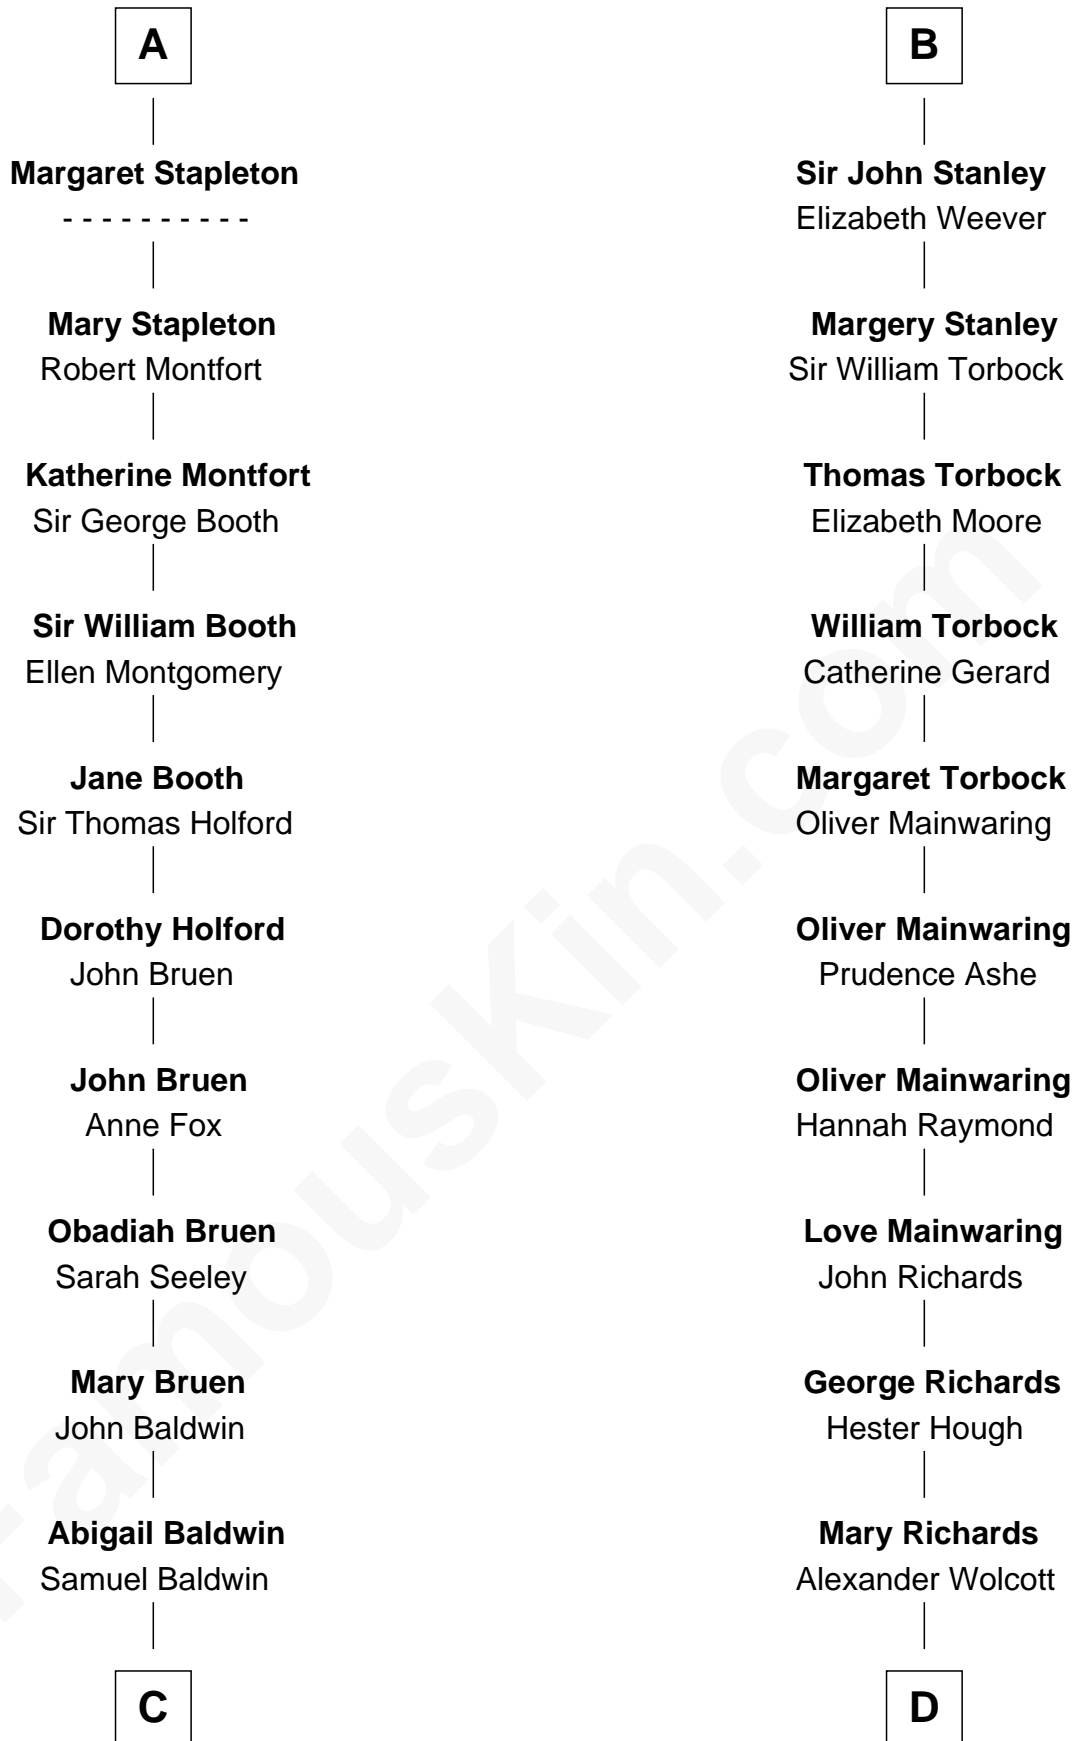 A
Margaret Stapleton
- - - - - - - - - -
Mary Stapleton
Robert Montfort
Katherine Montfort
Sir George Booth
Sir William Booth
Ellen Montgomery
Jane Booth
Sir Thomas Holford
Dorothy Holford
John Bruen
John Bruen
Anne Fox
Obadiah Bruen
Sarah Seeley
Mary Bruen
John Baldwin
Abigail Baldwin
Samuel Baldwin
C
B
Sir John Stanley
Elizabeth Weever
Margery Stanley
Sir William Torbock
Thomas Torbock
Elizabeth Moore
William Torbock
Catherine Gerard
Margaret Torbock
Oliver Mainwaring
Oliver Mainwaring
Prudence Ashe
Oliver Mainwaring
Hannah Raymond
Love Mainwaring
John Richards
George Richards
Hester Hough
Mary Richards
Alexander Wolcott
D
FamousKin.com